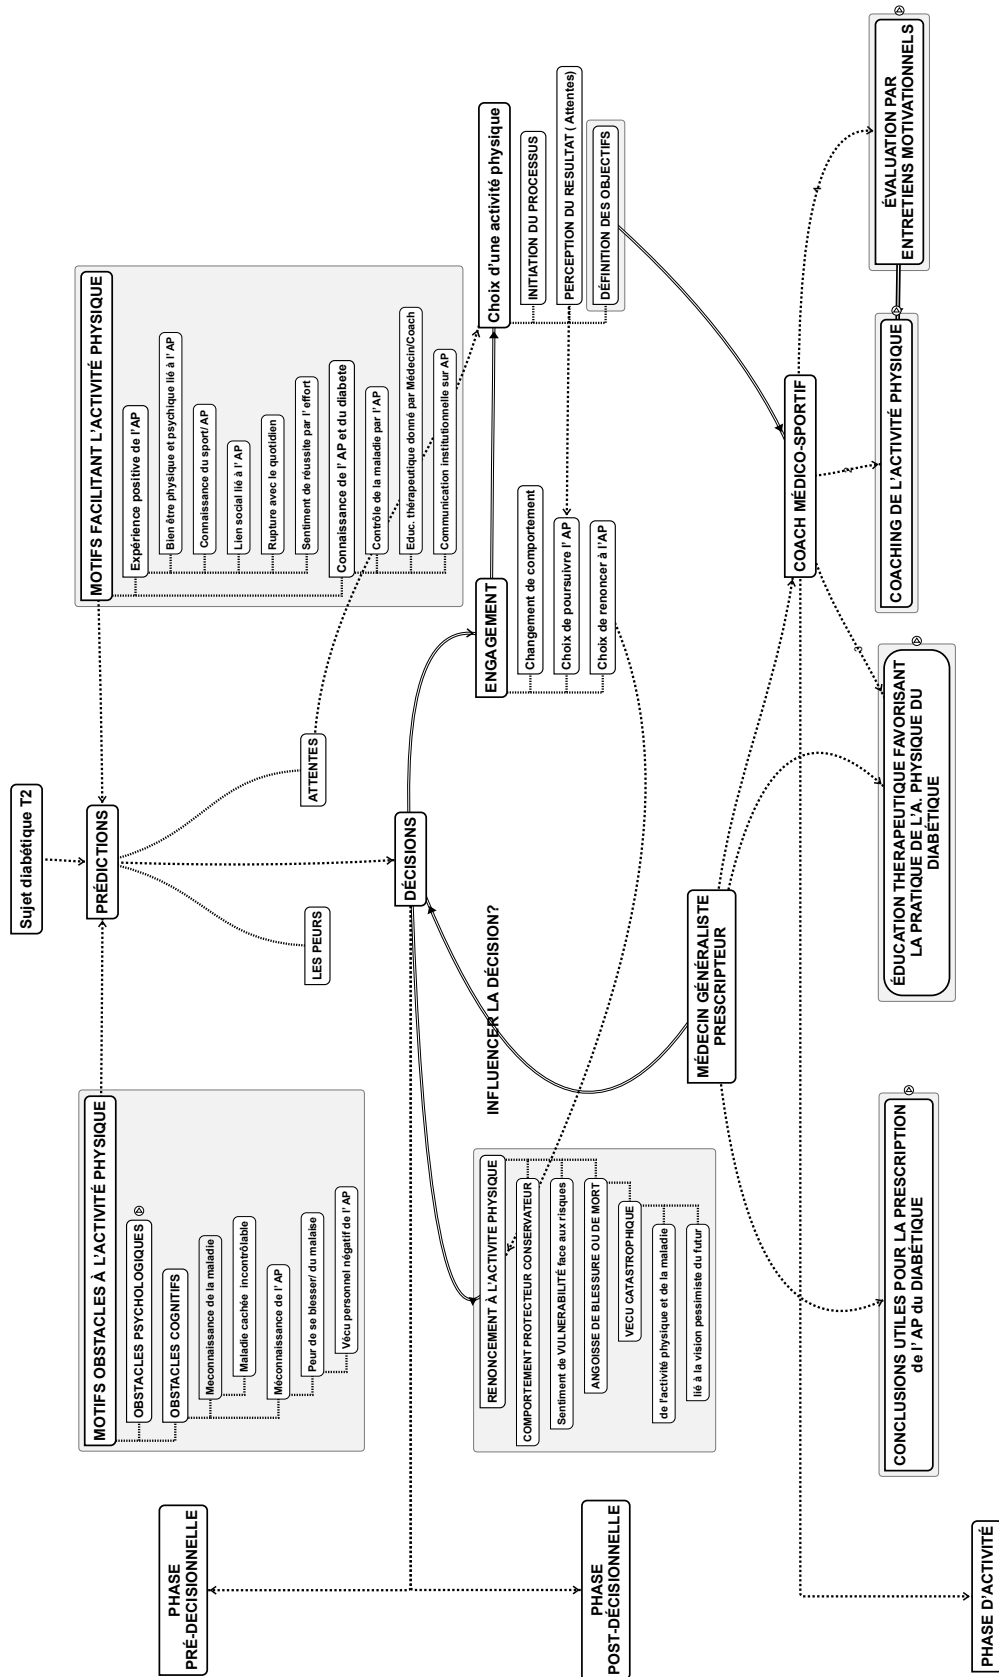 Sujet diabétique T2
MOTIFS OBSTACLES À L'ACTIVITÉ PHYSIQUE
OBSTACLES PSYCHOLOGIQUES
OBSTACLES COGNITIFS
Meconnaissance de la maladie
Maladie cachée incontrôlable
Méconnaissance de l' AP
Peur de se blesser/ du malaise
Vécu personnel négatif de l' AP
PRÉDICTIONS
LES PEURS
ATTENTES
MOTIFS FACILITANT L'ACTIVITÉ PHYSIQUE
Expérience positive de l'AP
Bien être physique et psychique lié à l' AP
Connaissance du sport/ AP
Lien social lié à l' AP
Rupture avec le quotidien
Sentiment de réussite par l' effort
Connaissance de l' AP et du diabete
Contrôle de la maladie par l'AP
Educ. thérapeutique donné par Médecin/Coach
Communication institutionnelle sur AP
PHASE
PRÉ-DECISIONNELLE
DÉCISIONS
INFLUENCER LA DÉCISION?
RENONCEMENT À L'ACTIVITE PHYSIQUE
COMPORTEMENT PROTECTEUR CONSERVATEUR
Sentiment de VULNERABILITÉ face aux risques
ANGOISSE DE BLESSURE OU DE MORT
VECU CATASTROPHIQUE
de l'activité physique et de la maladie
lié à la vision pessimiste du futur
ENGAGEMENT
Changement de comportement
Choix de poursuivre l' AP
Choix de renoncer à l'AP
Choix d'une activité physique
INITIATION DU PROCESSUS
PERCEPTION DU RESULTAT ( Attentes)
DÉFINITION DES OBJECTIFS
PHASE
POST-DÉCISIONNELLE
MÉDECIN GÉNÉRALISTE
PRESCRIPTEUR
COACH MÉDICO-SPORTIF
CONCLUSIONS UTILES POUR LA PRESCRIPTION
de l' AP du DIABÉTIQUE
ÉDUCATION THERAPEUTIQUE FAVORISANT
LA PRATIQUE DE L'A. PHYSIQUE DU
DIABÉTIQUE
COACHING DE L'ACTIVITÉ PHYSIQUE
ÉVALUATION PAR
ENTRETIENS MOTIVATIONNELS
PHASE D'ACTIVITÉ